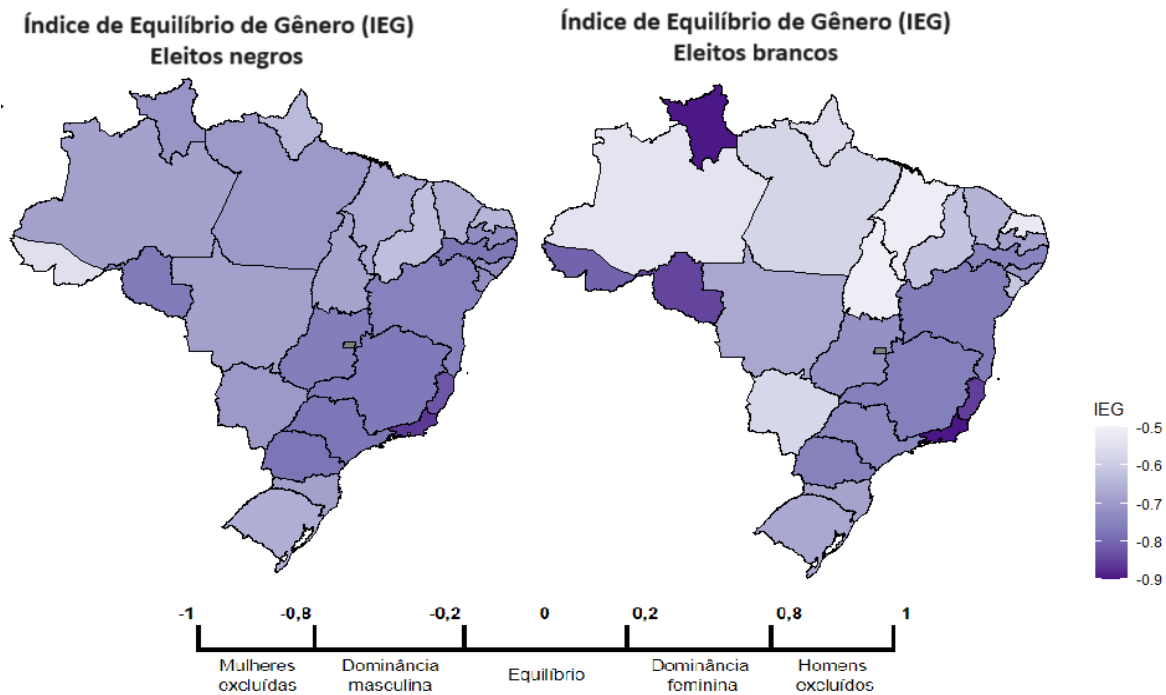 Índice de Equilíbrio de Gênero (IEG)
Eleitos negros
Índice de Equilíbrio de Gênero (IEG)
Eleitos brancos
IEG
-0.5
-0.6
-0.7
-0.8
-0.9
-1
-0,8
-0,2
0
0,2
0,8
1
Mulheres
excluídas
Dominância
masculina
Equilíbrio
Dominância
feminina
Homens
excluídos